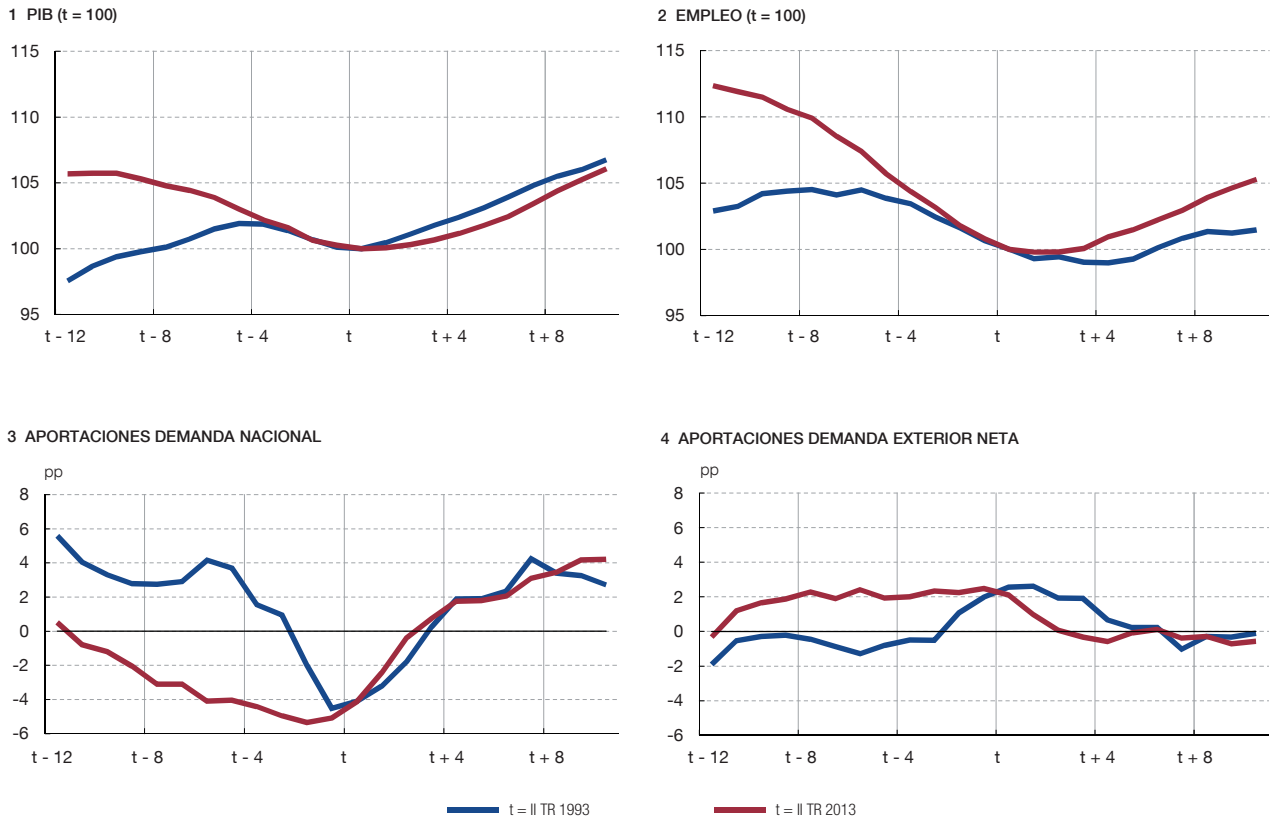 1 PIB (t = 100)
115
110
105
100
95
t - 12 t - 8 t - 4 t t + 4 t + 8
2 EMPLEO (t = 100)
115
110
105
100
95
t - 12 t - 8 t - 4 t t + 4 t + 8
3 APORTACIONES DEMANDA NACIONAL
pp
8
6
4
2
0
-2
-4
-6
t - 12 t - 8 t - 4 t t + 4 t + 8
4 APORTACIONES DEMANDA EXTERIOR NETA
pp
8
6
4
2
0
-2
-4
-6
t - 12 t - 8 t - 4 t t + 4 t + 8
t = II TR 1993 t = II TR 2013